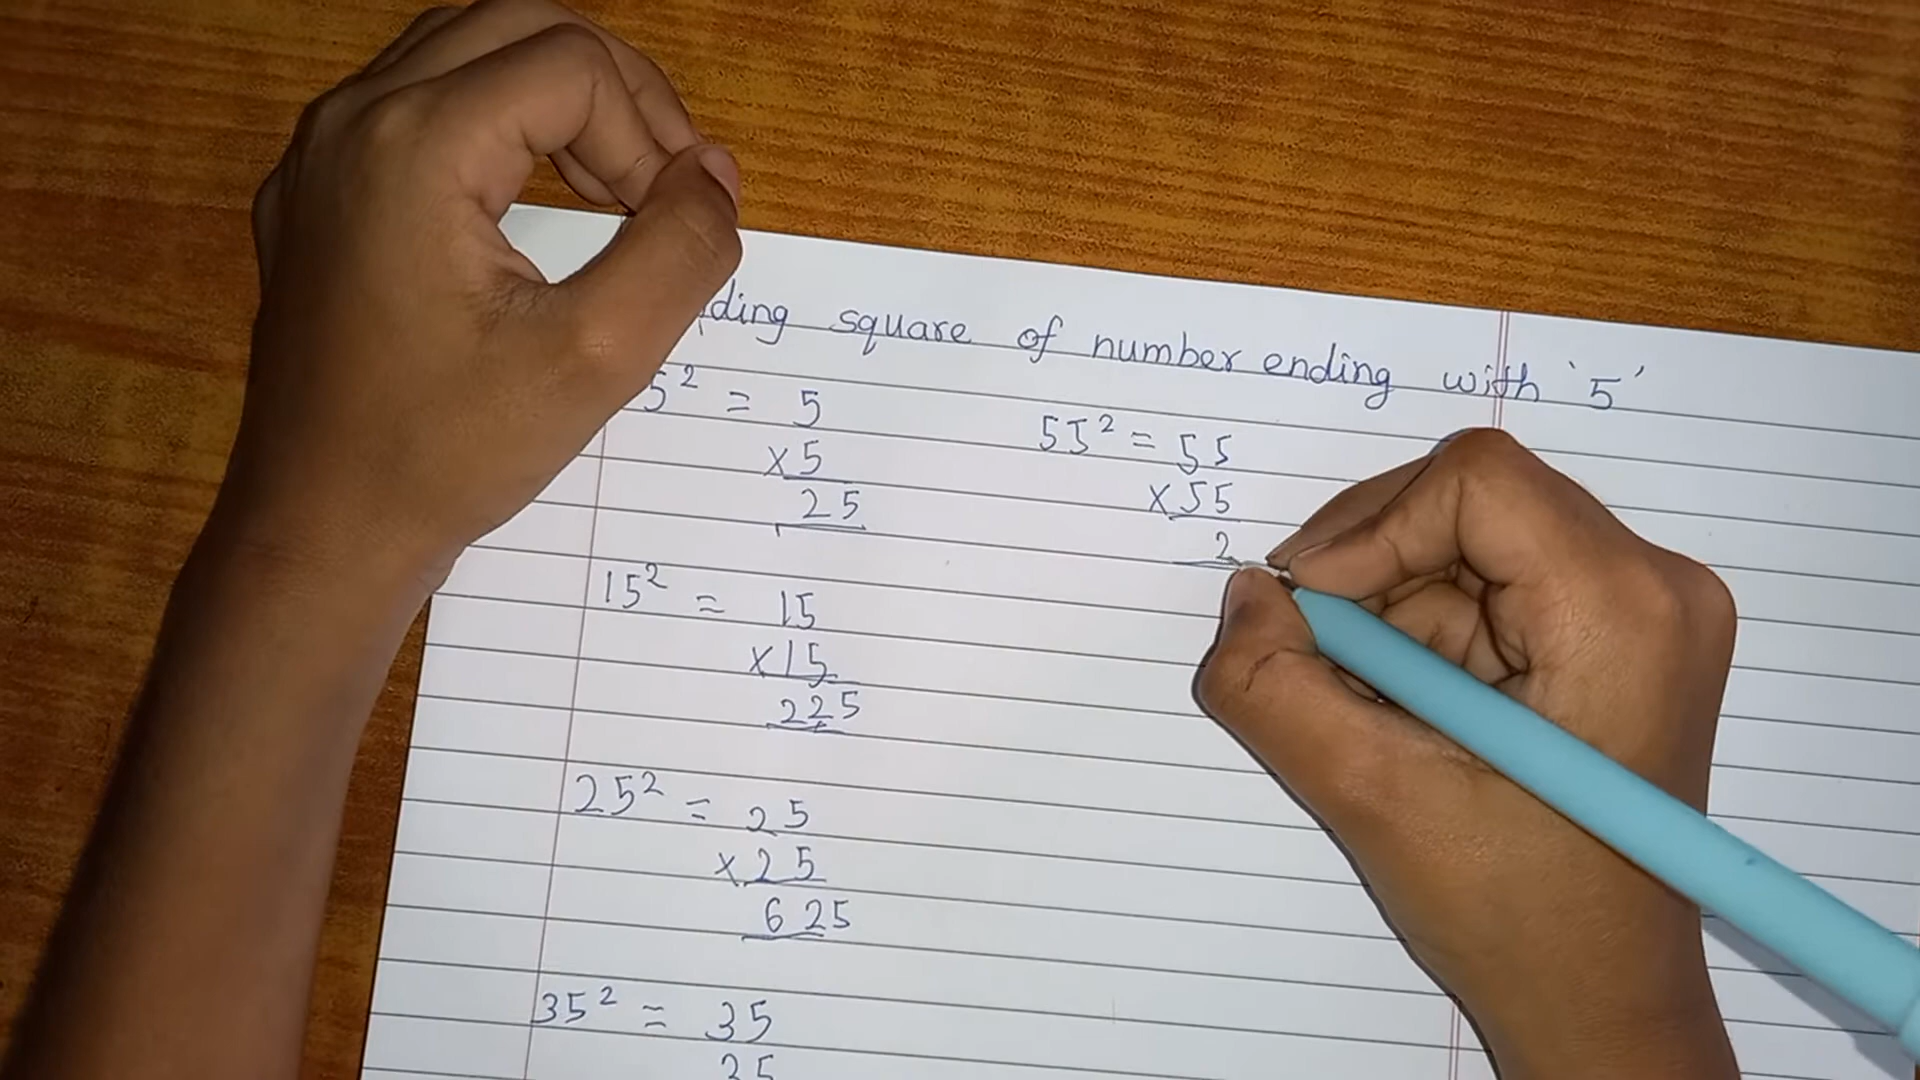 ding square of number ending with '5'
5² = 5
×5
25
15² = 15
×15
225
25² = 25
×25
625
35² = 35
35
55² = 55
×55
2